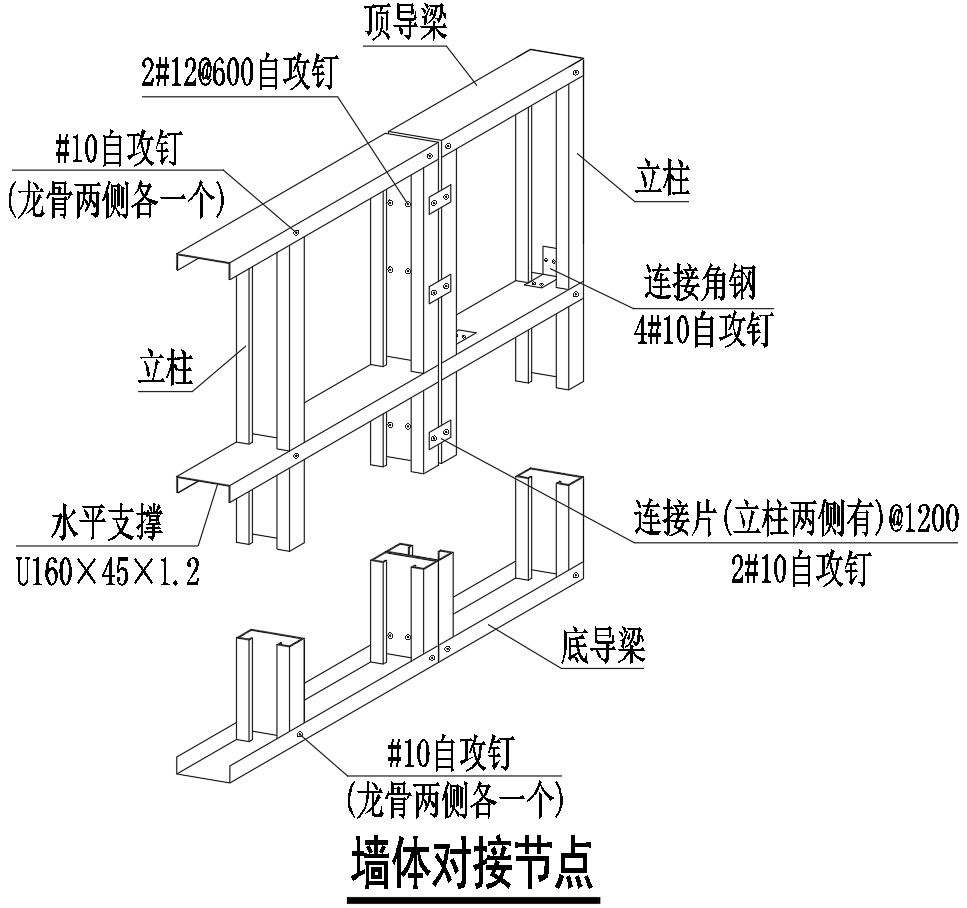 顶导梁
2#12@600自攻钉
#10自攻钉
(龙骨两侧各一个)
立柱
连接角钢
4#10自攻钉
立柱
水平支撑
U160×45×1.2
连接片(立柱两侧有)@1200
2#10自攻钉
底导梁
#10自攻钉
(龙骨两侧各一个)
墙体对接节点